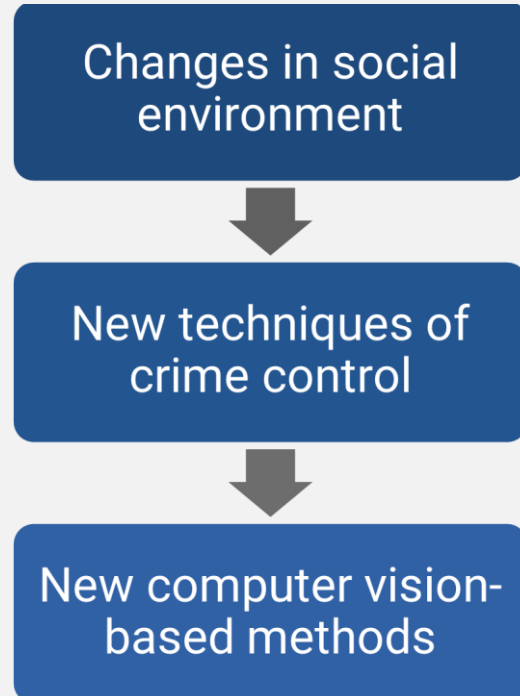 Changes in social
environment
New techniques of
crime control
New computer vision-
based methods